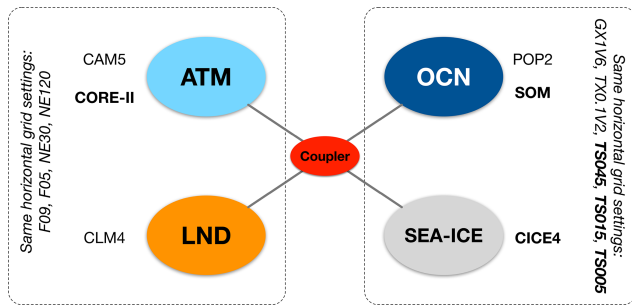 Same horizontal grid settings:
F09, F05, NE30, NE120
CAM5
CORE-II
ATM
CLM4
LND
Coupler
OCN
POP2
SOM
SEA-ICE
CICE4
Same horizontal grid settings:
GX1V6, TX0.1V2, TS045, TS015, TS005